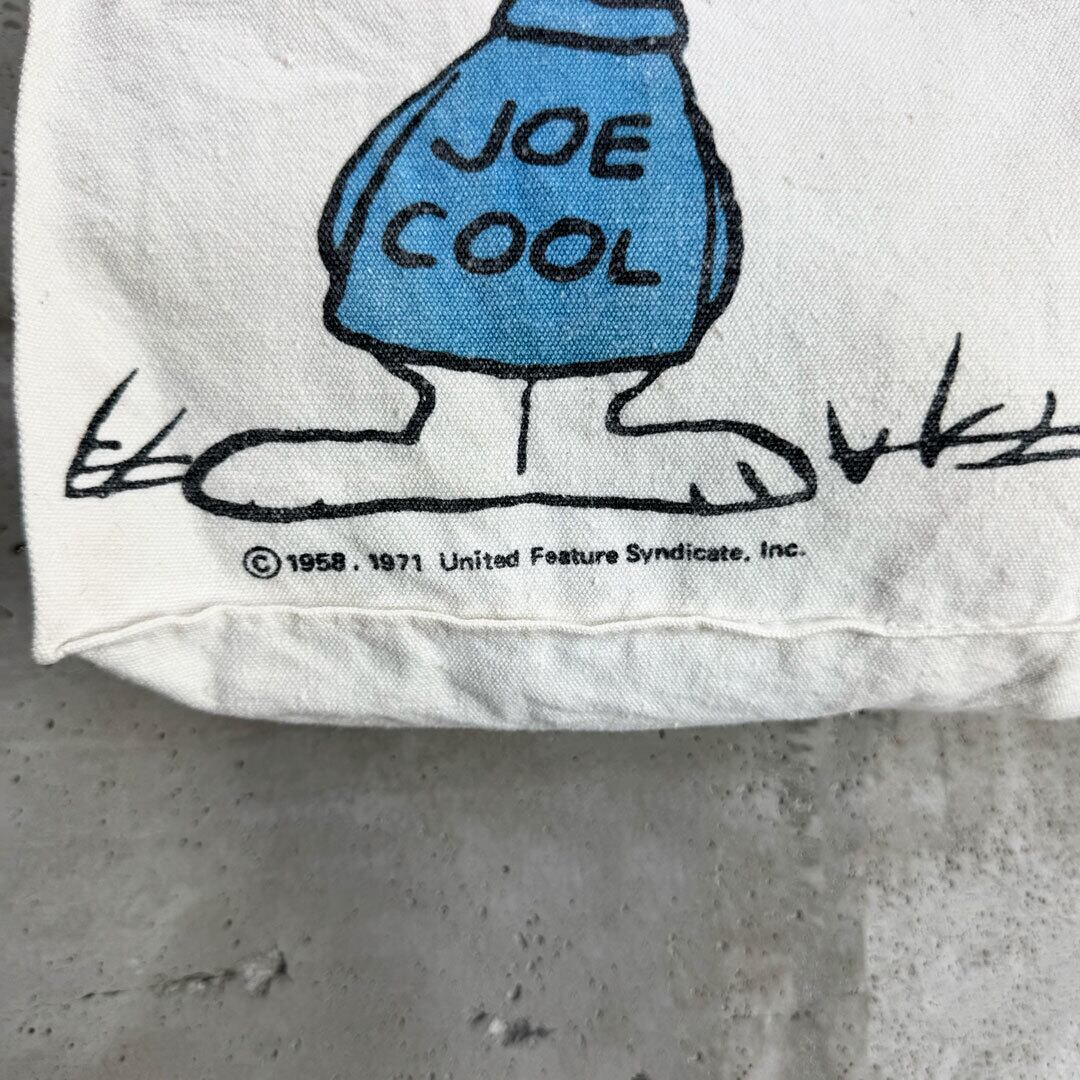 JOE
COOL
© 1958, 1971 United Feature Syndicate, Inc.